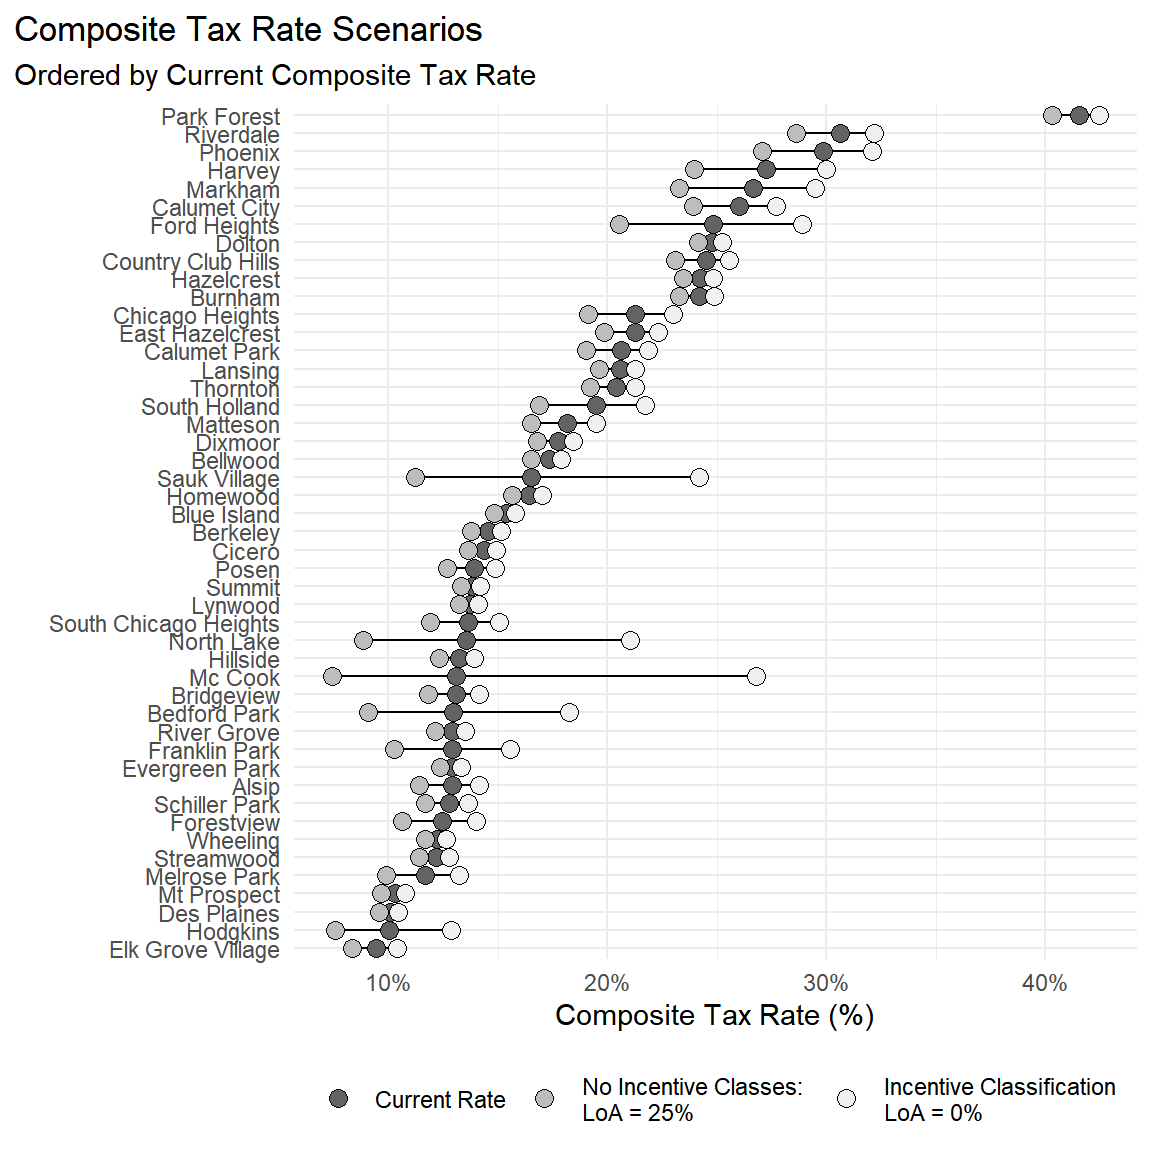 Composite Tax Rate Scenarios
Ordered by Current Composite Tax Rate
Park Forest
Riverdale
Phoenix
Harvey
Markham
Calumet City
Ford Heights
Dolton
Country Club Hills
Hazelcrest
Burnham
Chicago Heights
East Hazelcrest
Calumet Park
Lansing
Thornton
South Holland
Matteson
Dixmoor
Bellwood
Sauk Village
Homewood
Blue Island
Berkeley
Cicero
Posen
Summit
Lynwood
South Chicago Heights
North Lake
Hillside
Mc Cook
Bridgeview
Bedford Park
River Grove
Franklin Park
Evergreen Park
Alsip
Schiller Park
Forestview
Wheeling
Streamwood
Melrose Park
Mt Prospect
Des Plaines
Hodgkins
Elk Grove Village
10% 20% 30% 40%
Composite Tax Rate (%)
Current Rate
No Incentive Classes:
LoA = 25%
Incentive Classification
LoA = 0%